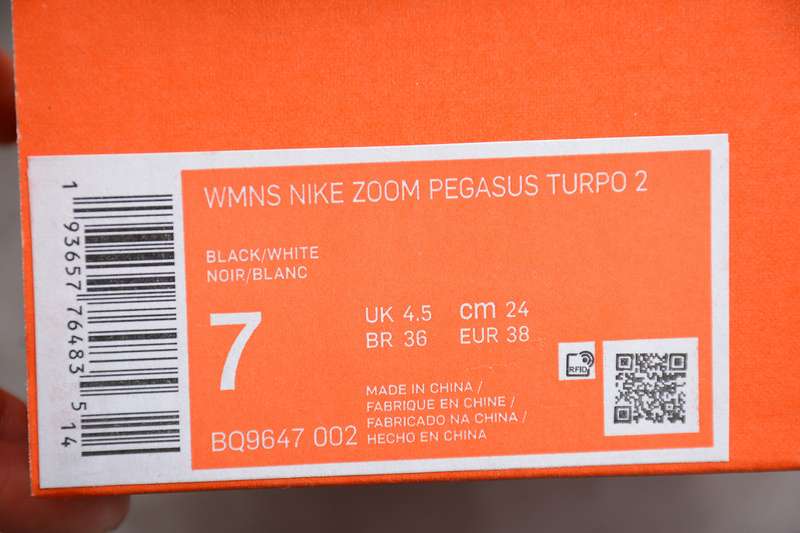 WMNS NIKE ZOOM PEGASUS TURPO 2
BLACK/WHITE
NOIR/BLANC
7
UK 4.5 cm 24
BR 36 EUR 38
RFID
MADE IN CHINA /
FABRIQUE EN CHINE /
FABRICADO NA CHINA /
HECHO EN CHINA
BQ9647 002
1 93657 76483 5 14